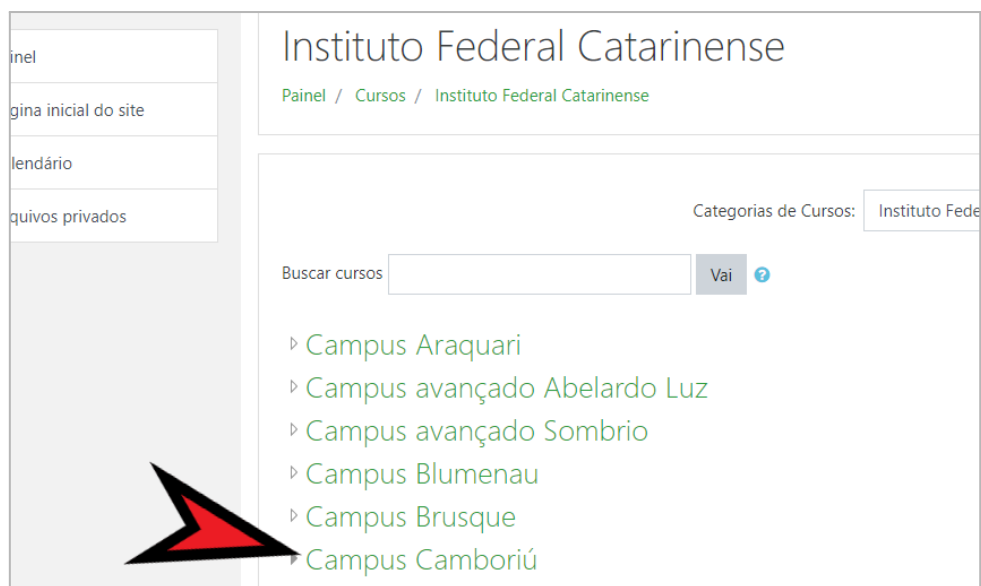 inel
gina inicial do site
lendário
quivos privados
Instituto Federal Catarinense
Painel / Cursos / Instituto Federal Catarinense
Categorias de Cursos: Instituto Fede
Buscar cursos Vai ?
Campus Araquari
Campus avançado Abelardo Luz
Campus avançado Sombrio
Campus Blumenau
Campus Brusque
Campus Camboriú